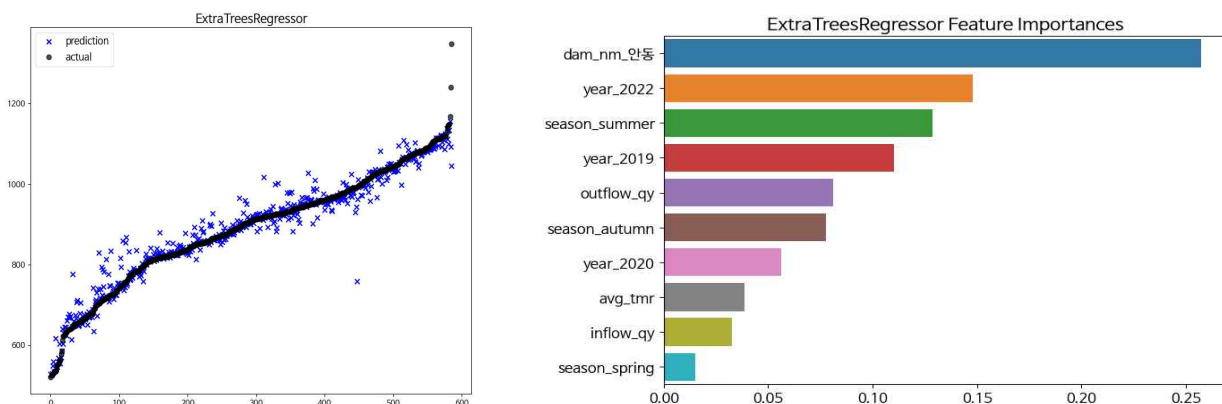 ExtraTreesRegressor
prediction
actual
1200
1000
800
600
0 100 200 300 400 500 600
ExtraTreesRegressor Feature Importances
dam_nm_안동
year_2022
season_summer
year_2019
outflow_qy
season_autumn
year_2020
avg_tmr
inflow_qy
season_spring
0.00 0.05 0.10 0.15 0.20 0.25